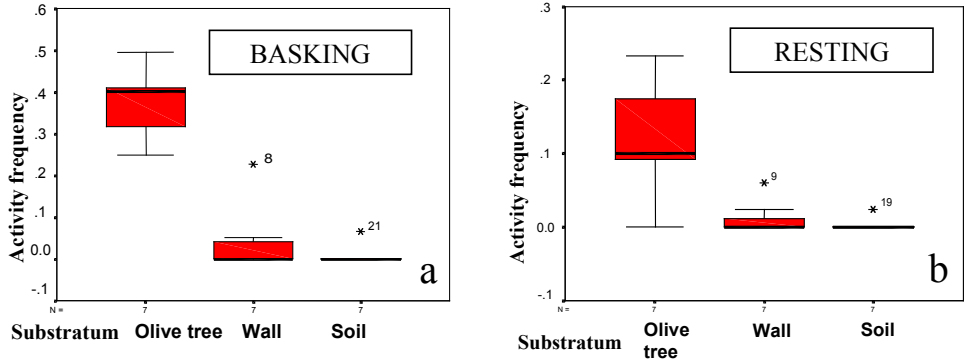 .6
.5
.4
.3
.2
.1
0.0
-.1
Activity frequency
BASKING
8
21
a
N =
7
7
7
Substratum
Olive tree
Wall
Soil
.3
.2
0.1
0.0
-.1
Activity frequency
RESTING
9
19
b
N =
7
7
7
Substratum
Olive
tree
Wall
Soil